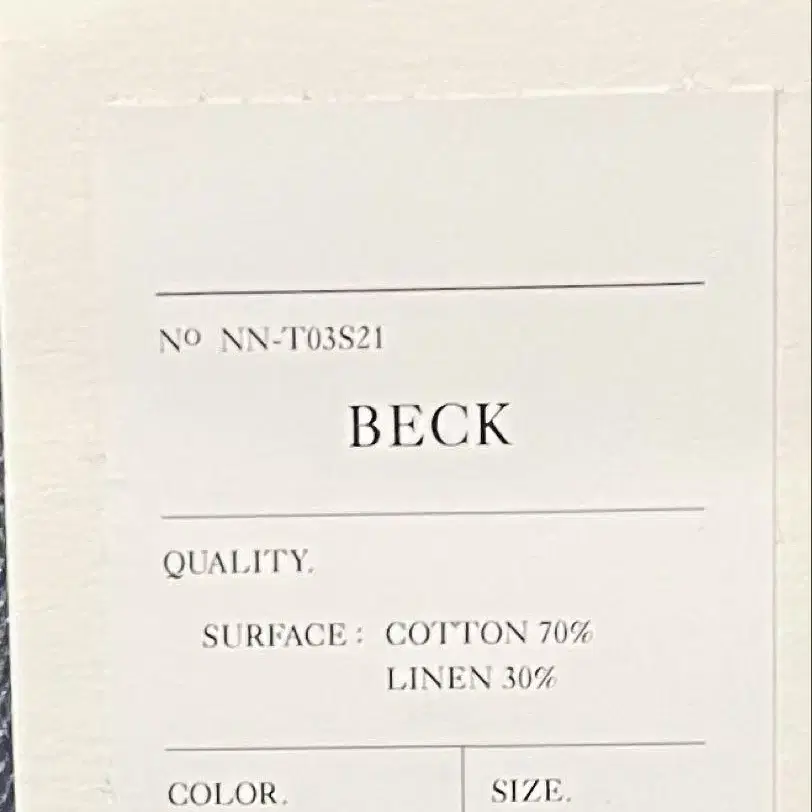 Nº NN-T03S21
BECK
QUALITY.
SURFACE : COTTON 70%
LINEN 30%
COLOR. SIZE.